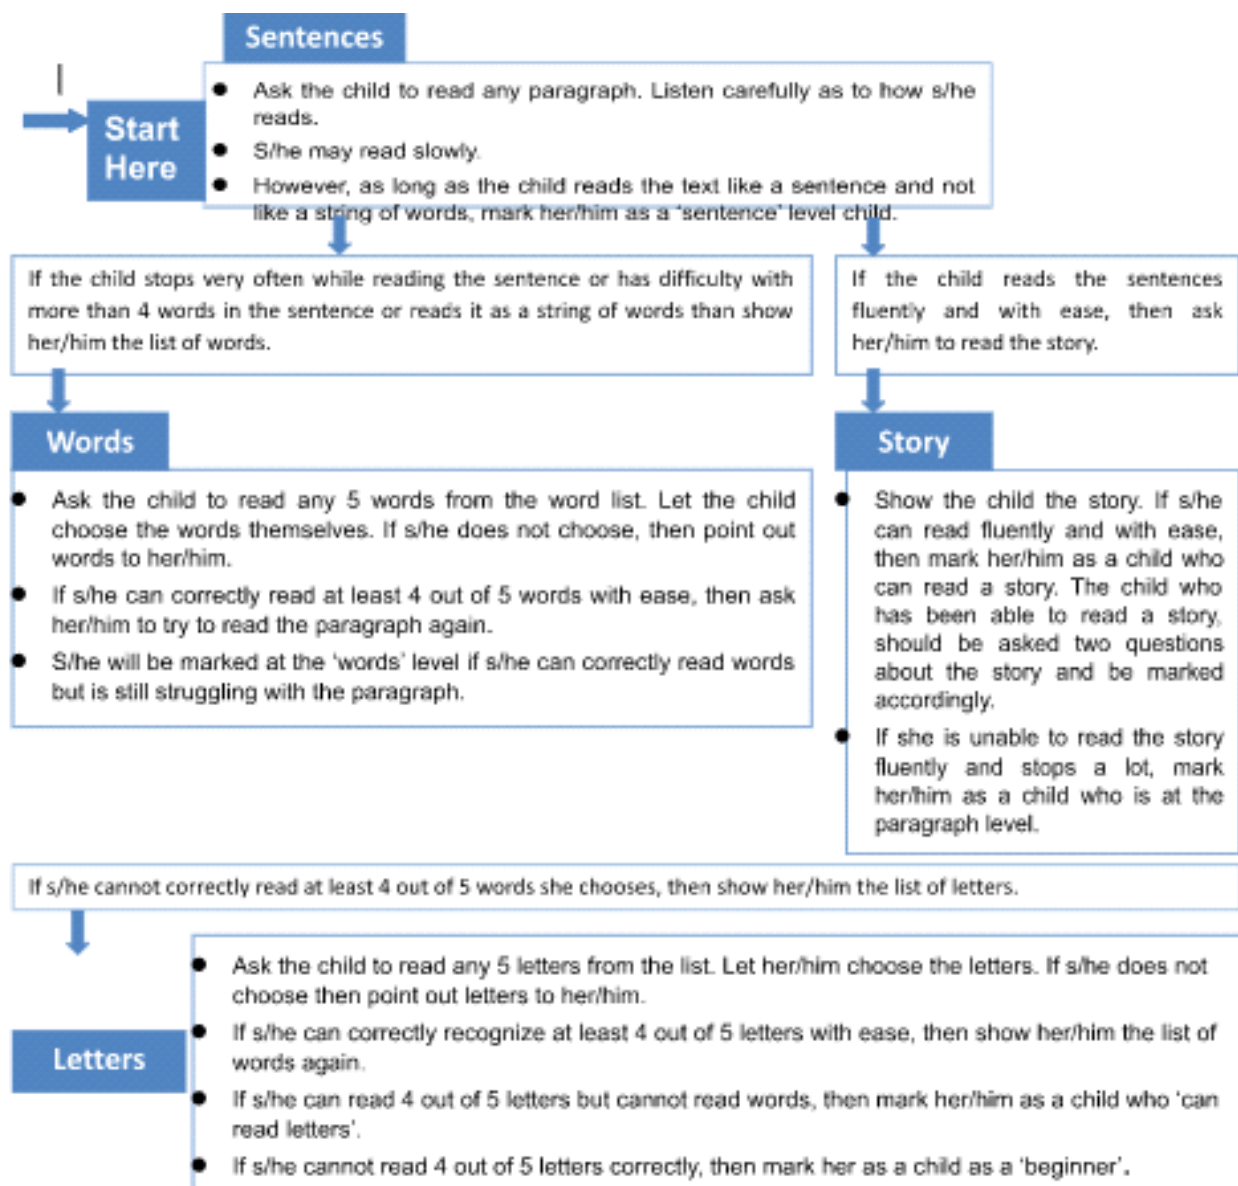 Sentences
Start
Here
● Ask the child to read any paragraph. Listen carefully as to how s/he
reads.
● S/he may read slowly.
● However, as long as the child reads the text like a sentence and not
like a string of words, mark her/him as a ‘sentence’ level child.
If the child stops very often while reading the sentence or has difficulty with
more than 4 words in the sentence or reads it as a string of words than show
her/him the list of words.
If the child reads the sentences
fluently and with ease, then ask
her/him to read the story.
Words
● Ask the child to read any 5 words from the word list. Let the child
choose the words themselves. If s/he does not choose, then point out
words to her/him.
● If s/he can correctly read at least 4 out of 5 words with ease, then ask
her/him to try to read the paragraph again.
● S/he will be marked at the ‘words’ level if s/he can correctly read words
but is still struggling with the paragraph.
Story
● Show the child the story. If s/he
can read fluently and with ease,
then mark her/him as a child who
can read a story. The child who
has been able to read a story,
should be asked two questions
about the story and be marked
accordingly.
● If she is unable to read the story
fluently and stops a lot, mark
her/him as a child who is at the
paragraph level.
If s/he cannot correctly read at least 4 out of 5 words she chooses, then show her/him the list of letters.
Letters
● Ask the child to read any 5 letters from the list. Let her/him choose the letters. If s/he does not
choose then point out letters to her/him.
● If s/he can correctly recognize at least 4 out of 5 letters with ease, then show her/him the list of
words again.
● If s/he can read 4 out of 5 letters but cannot read words, then mark her/him as a child who ‘can
read letters’.
● If s/he cannot read 4 out of 5 letters correctly, then mark her as a child as a ‘beginner’.